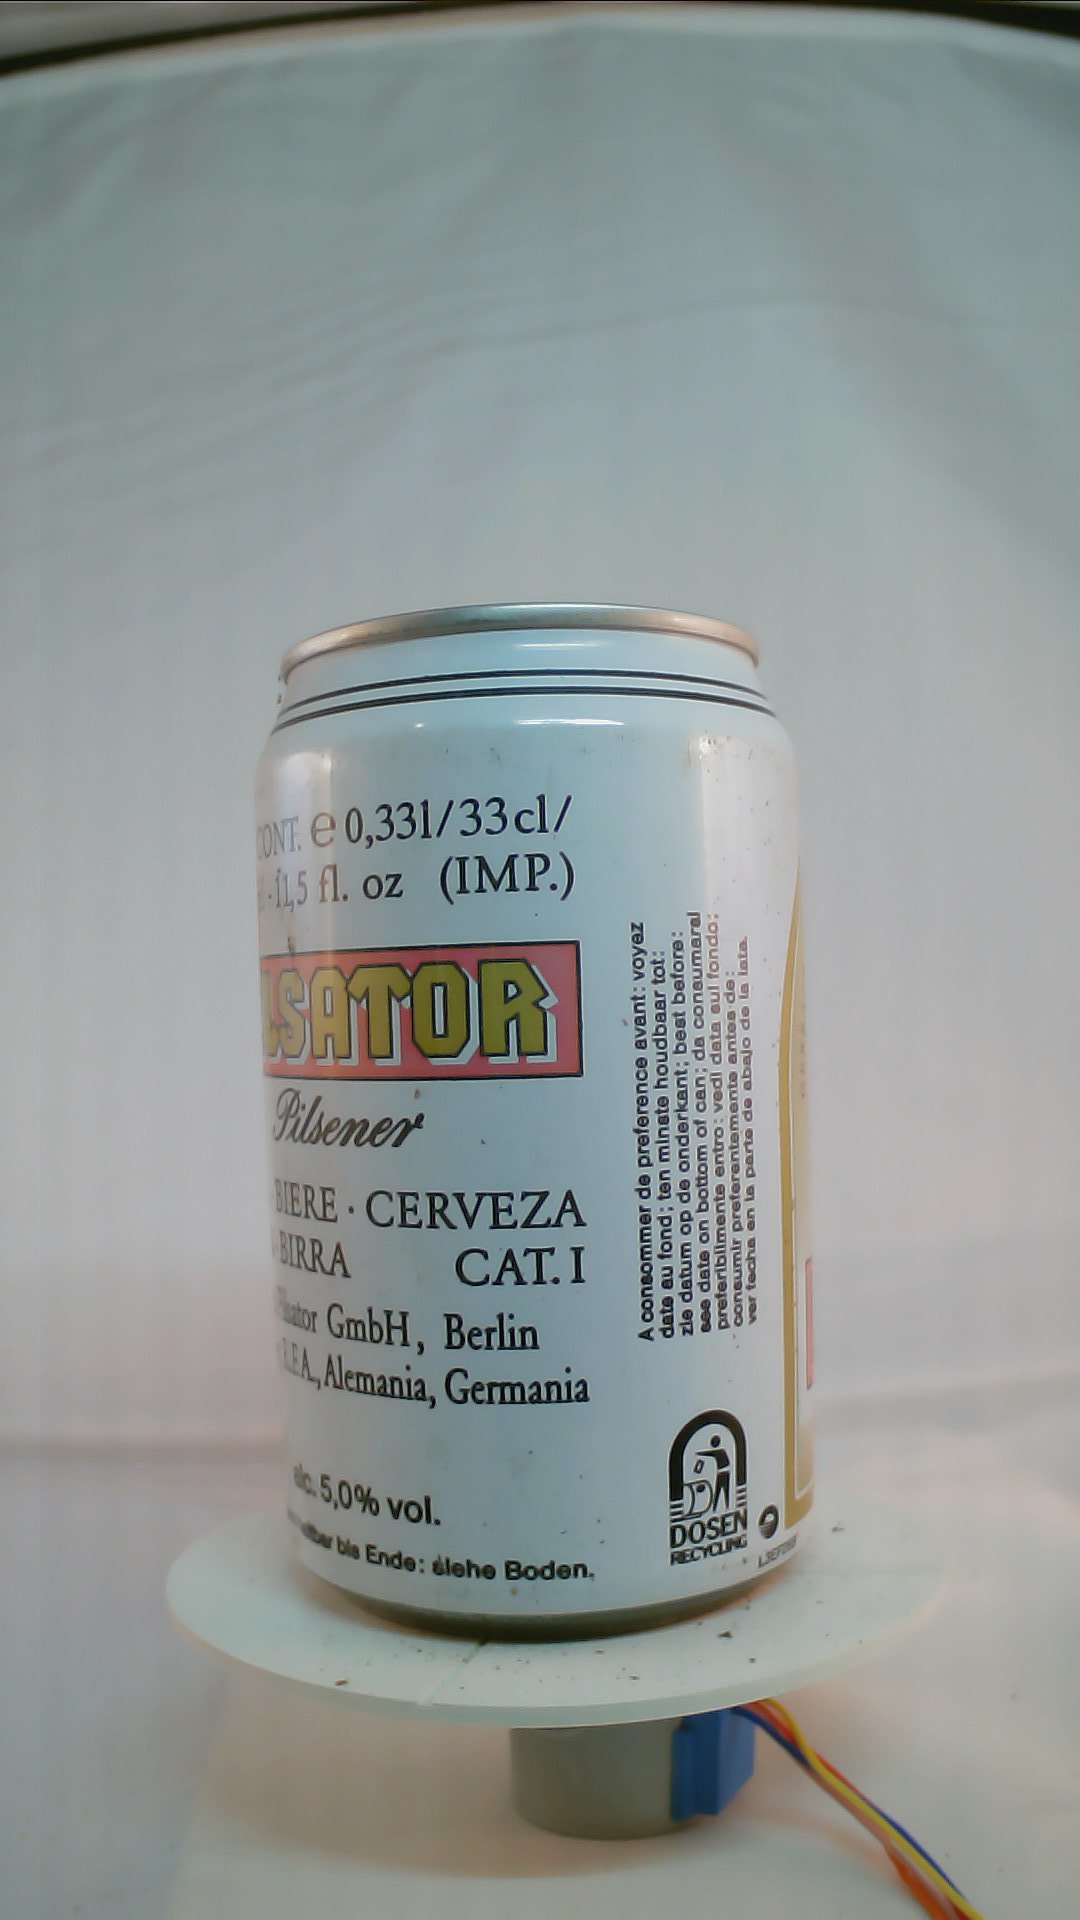 CONT. e 0,33l/33cl/
11,5 fl. oz (IMP.)
LSATOR
Pilsener
BIERE · CERVEZA
BIRRA CAT. I
GmbH, Berlin
R.F.A., Alemania, Germania
alc. 5,0% vol.
bis Ende: siehe Boden.
A consommer de preference avant: voyez
date au fond; ten minste houdbaar tot:
zie datum op de onderkant; best before:
see date on bottom of can; da consumarsi
preferibilmente entro: vedi data sul fondo;
consumir preferentemente antes de:
ver fecha en la parte de abajo de la lata.
DOSEN
RECYCLING